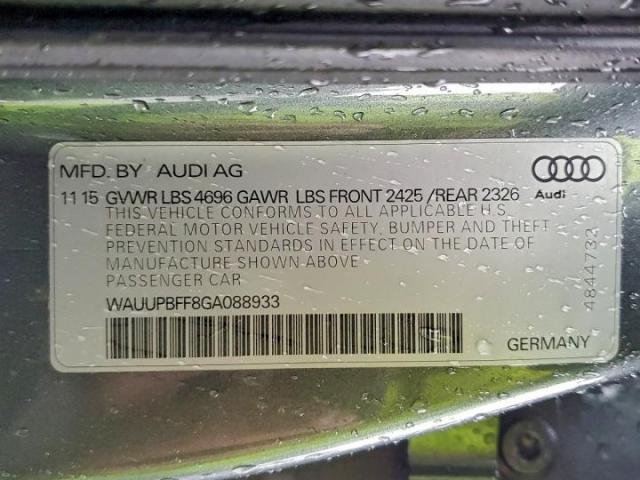 MFD. BY AUDI AG
11 15 GVWR LBS 4696 GAWR LBS FRONT 2425 /REAR 2326
Audi
THIS VEHICLE CONFORMS TO ALL APPLICABLE U.S.
FEDERAL MOTOR VEHICLE SAFETY, BUMPER AND THEFT
PREVENTION STANDARDS IN EFFECT ON THE DATE OF
MANUFACTURE SHOWN ABOVE
PASSENGER CAR
WAUUPBFF8GA088933
4844732
GERMANY